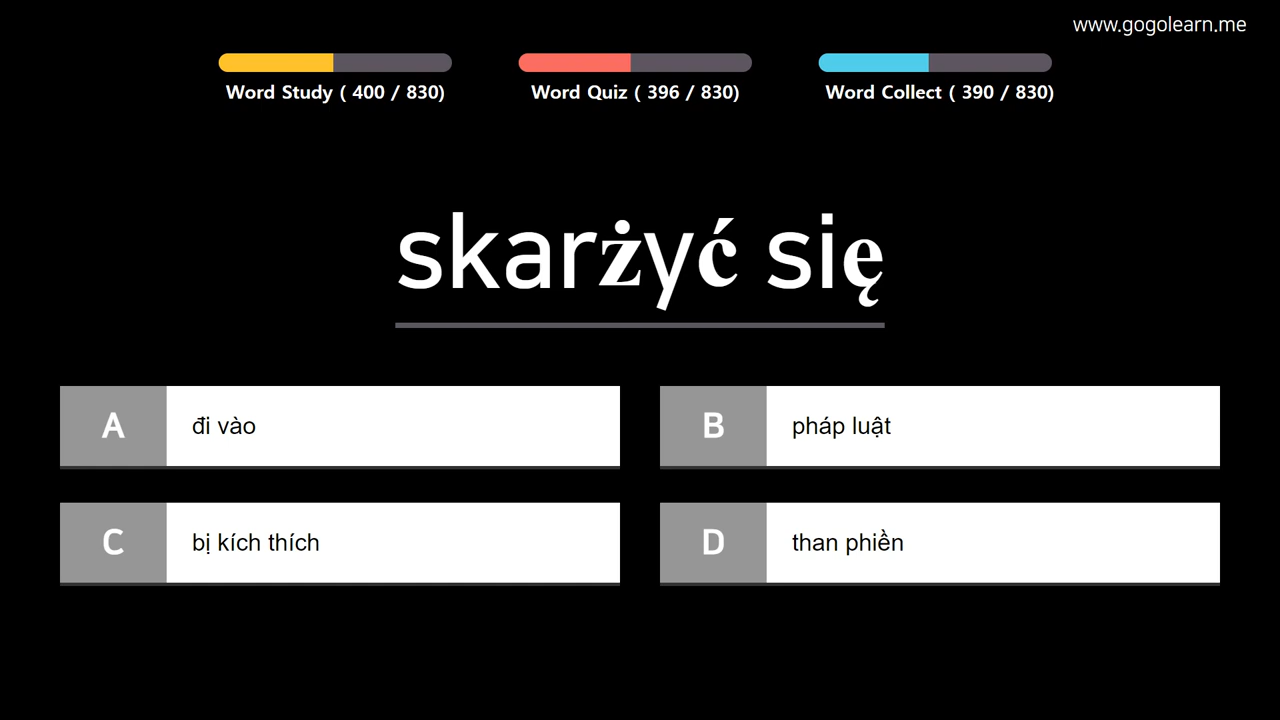 www.gogolearn.me
Word Study ( 400 / 830)
Word Quiz ( 396 / 830)
Word Collect ( 390 / 830)
skarżyć się
A
đi vào
B
pháp luật
C
bị kích thích
D
than phiền